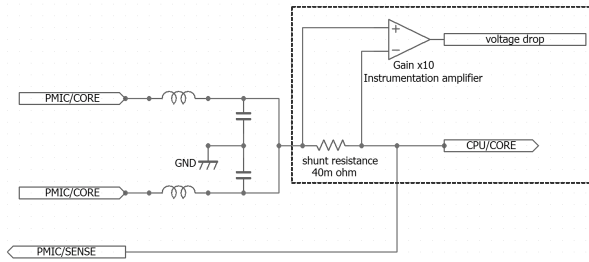 +
−
voltage drop
Gain x10
Instrumentation amplifier
PMIC/CORE
CPU/CORE
GND
shunt resistance
40m ohm
PMIC/CORE
PMIC/SENSE